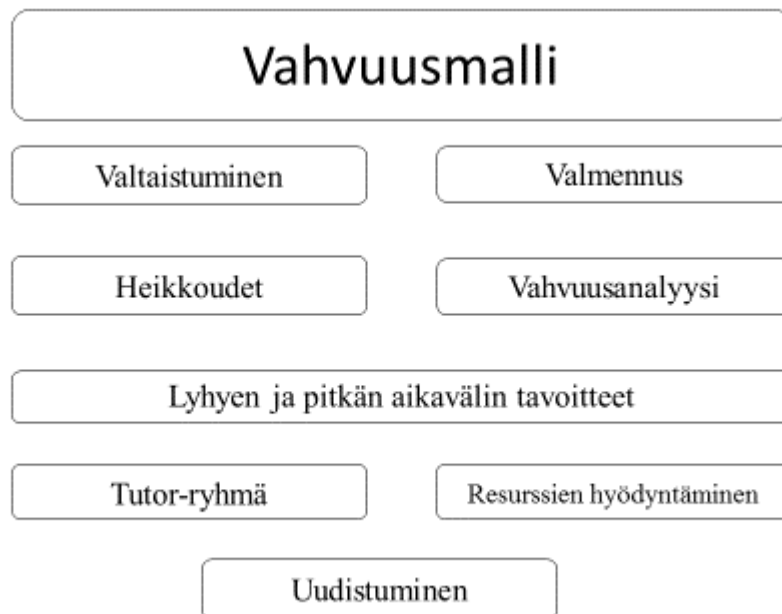 Vahvuusmalli
Valtaistuminen
Valmennus
Heikkoudet
Vahvuusanalyysi
Lyhyen ja pitkän aikavälin tavoitteet
Tutor-ryhmä
Resurssien hyödyntäminen
Uudistuminen